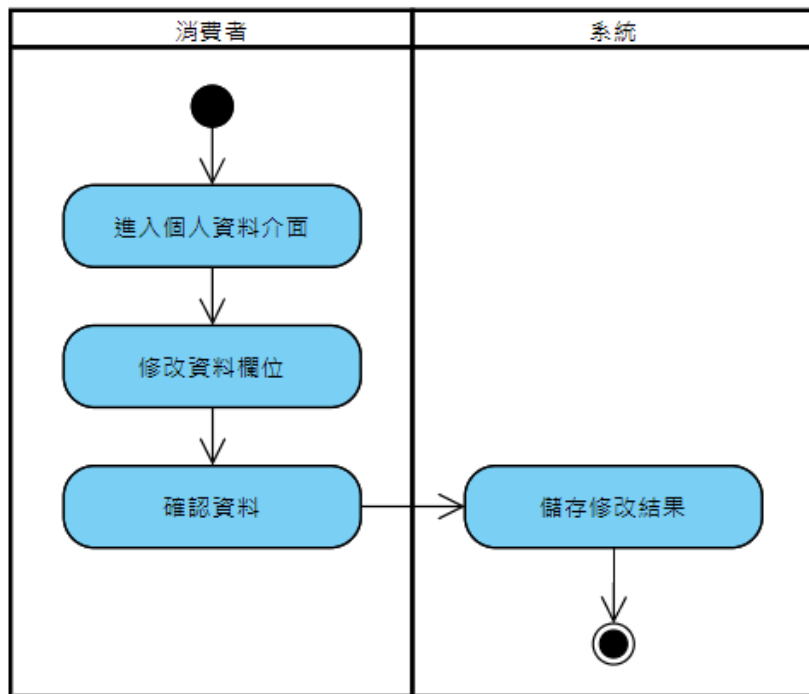 消費者
系統
進入個人資料介面
修改資料欄位
確認資料
儲存修改結果